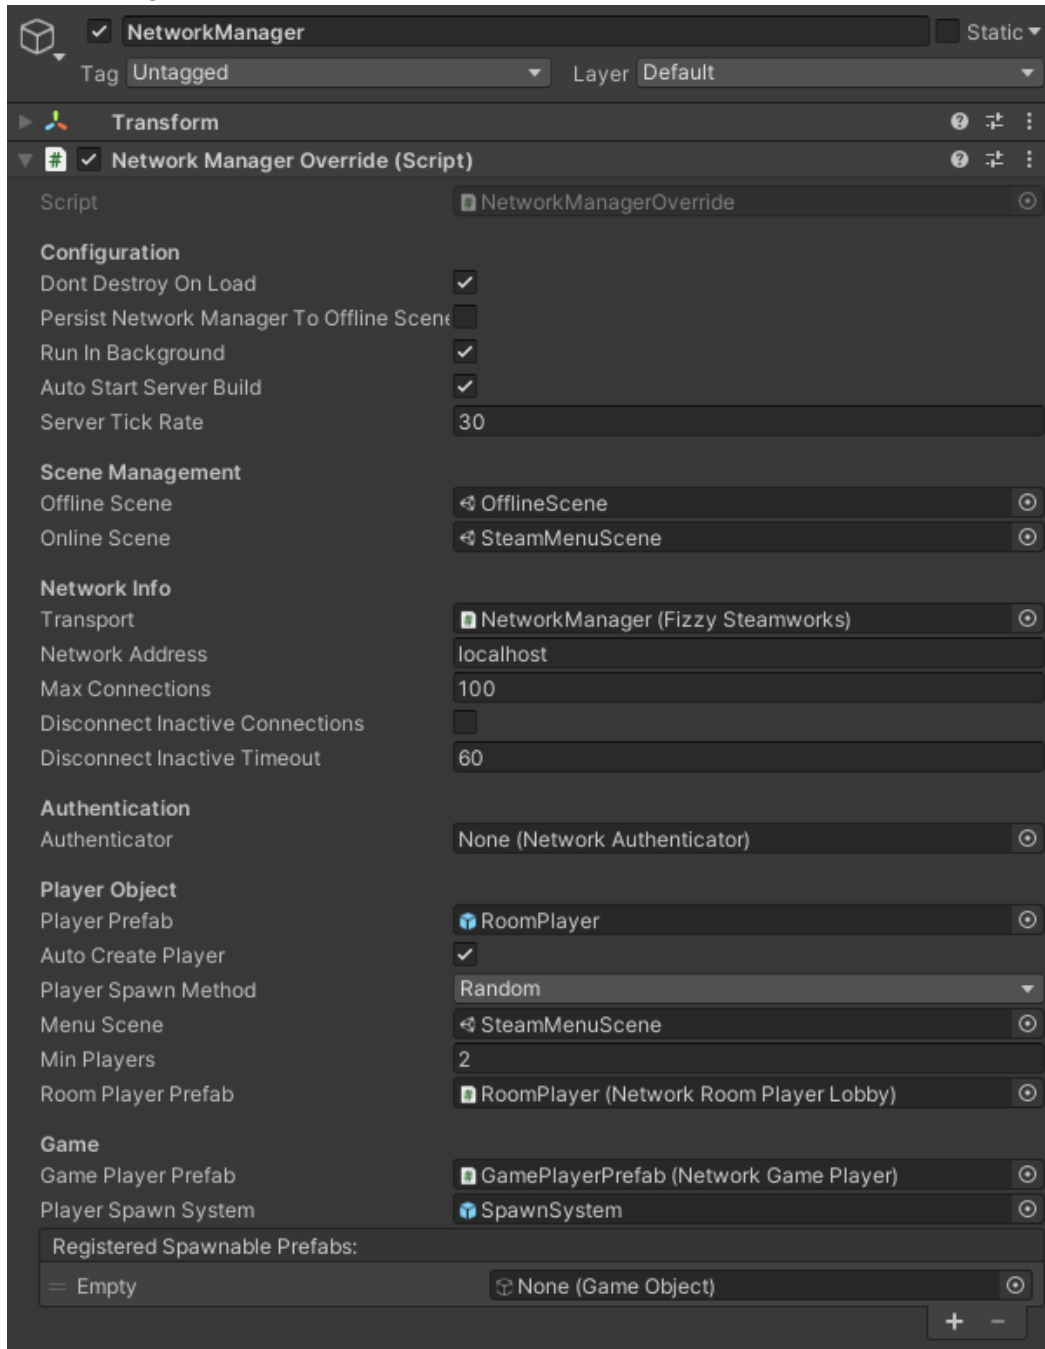 NetworkManager Static
Tag Untagged Layer Default
Transform
# Network Manager Override (Script)
Script NetworkManagerOverride
Configuration
Dont Destroy On Load
Persist Network Manager To Offline Scene
Run In Background
Auto Start Server Build
Server Tick Rate 30
Scene Management
Offline Scene OfflineScene
Online Scene SteamMenuScene
Network Info
Transport NetworkManager (Fizzy Steamworks)
Network Address localhost
Max Connections 100
Disconnect Inactive Connections
Disconnect Inactive Timeout 60
Authentication
Authenticator None (Network Authenticator)
Player Object
Player Prefab RoomPlayer
Auto Create Player
Player Spawn Method Random
Menu Scene SteamMenuScene
Min Players 2
Room Player Prefab RoomPlayer (Network Room Player Lobby)
Game
Game Player Prefab GamePlayerPrefab (Network Game Player)
Player Spawn System SpawnSystem
Registered Spawnable Prefabs:
Empty None (Game Object)
+ −